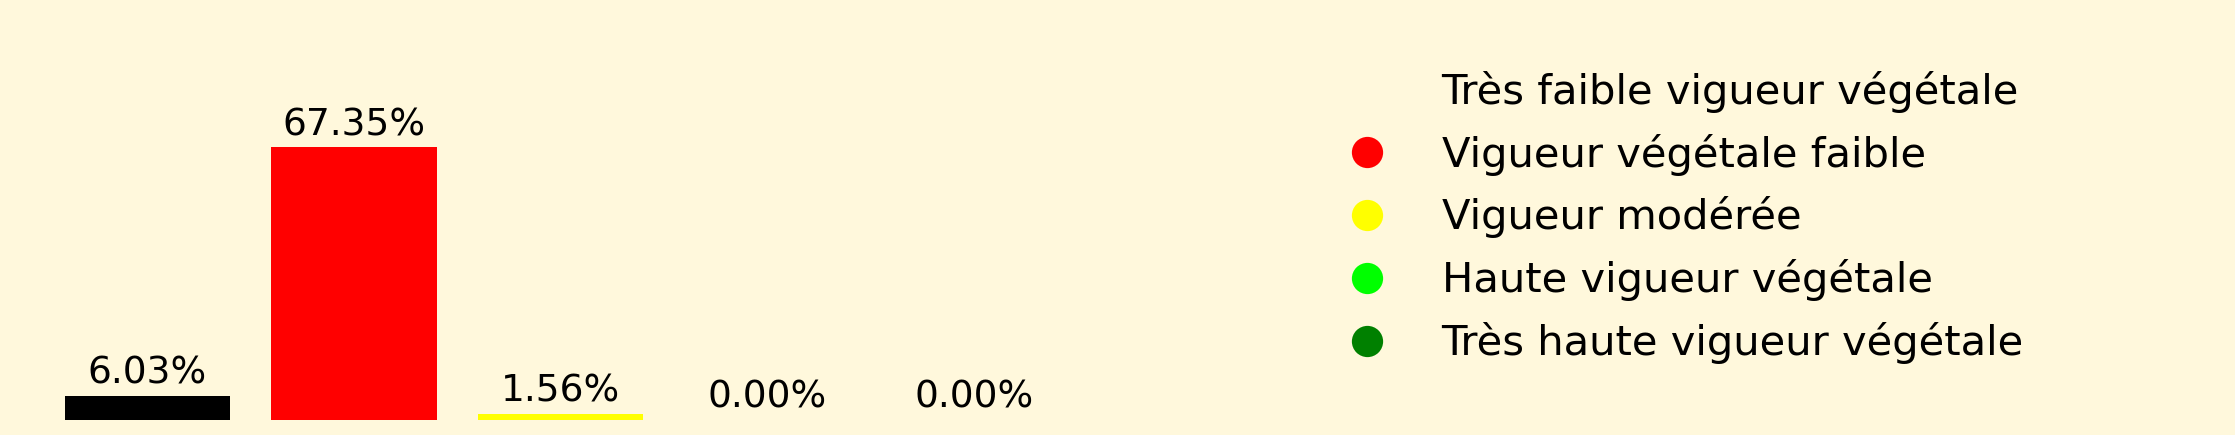 67.35%
6.03%
1.56%
0.00%
0.00%
Très faible vigueur végétale
Vigueur végétale faible
Vigueur modérée
Haute vigueur végétale
Très haute vigueur végétale